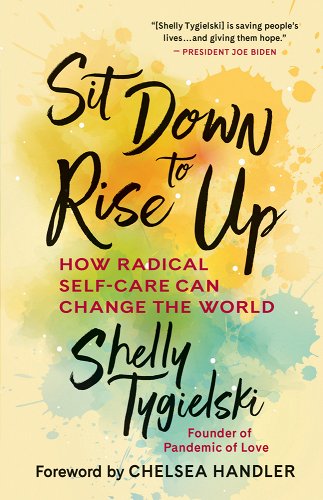 "[Shelly Tygielski] is saving people's
lives...and giving them hope."
— PRESIDENT JOE BIDEN
Sit Down
to
Rise Up
HOW RADICAL
SELF-CARE CAN
CHANGE THE WORLD
Shelly
Tygielski
Founder of
Pandemic of Love
Foreword by CHELSEA HANDLER